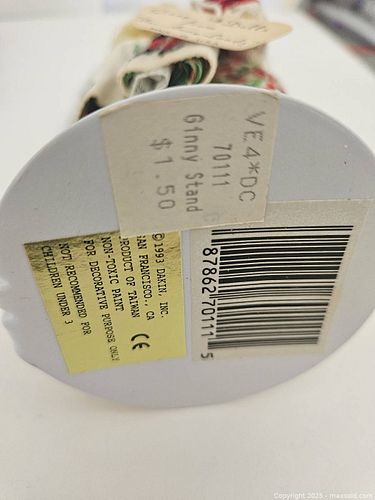 VE4*DC
70111
Ginny Stand
$1.50
©1993 DAKIN, INC.
SAN FRANCISCO., CA
PRODUCT OF TAIWAN
NON-TOXIC PAINT
FOR DECORATIVE PURPOSE ONLY
NOT RECOMMENDED FOR
CHILDREN UNDER 3
CE
87862 70111 5
Copyright 2025 - maxsold.com